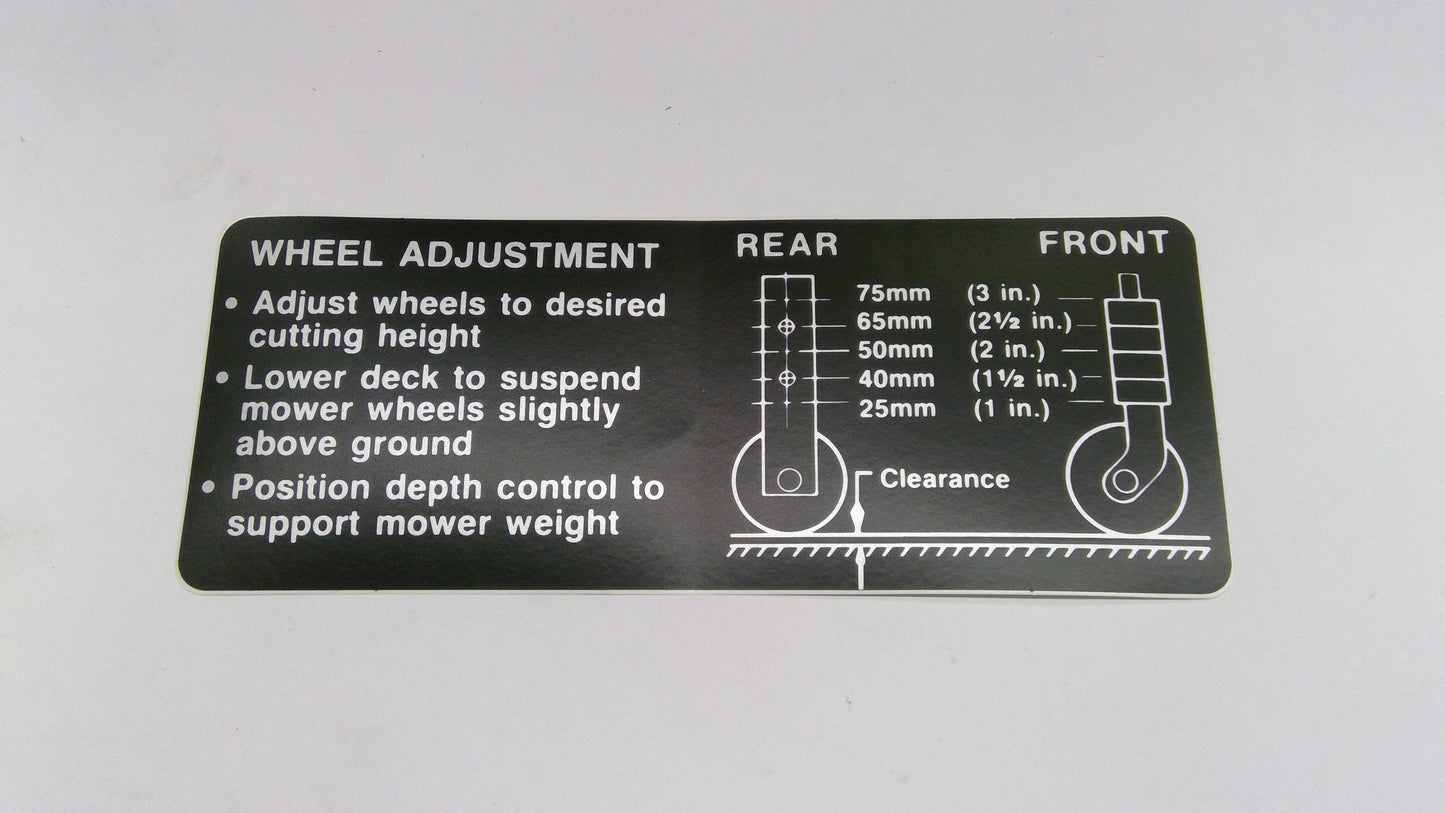 WHEEL ADJUSTMENT
• Adjust wheels to desired
cutting height
• Lower deck to suspend
mower wheels slightly
above ground
• Position depth control to
support mower weight
REAR FRONT
75mm (3 in.)
65mm (2½ in.)
50mm (2 in.)
40mm (1½ in.)
25mm (1 in.)
Clearance